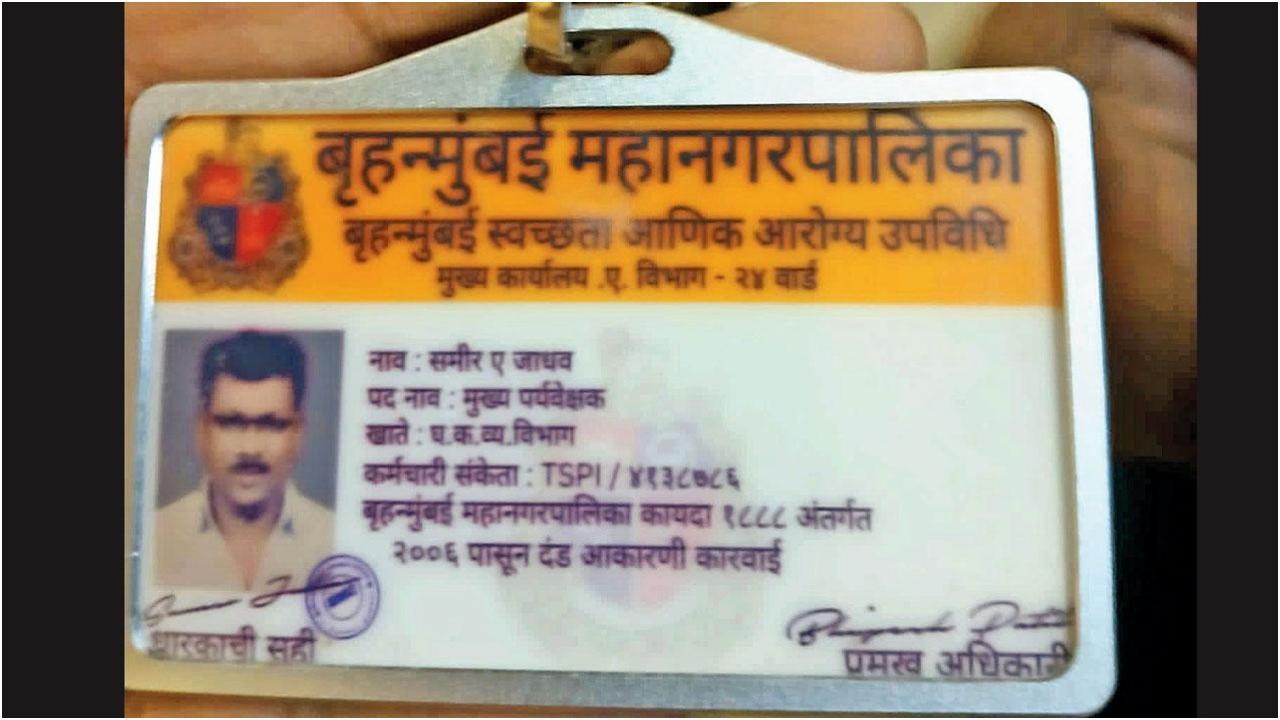 बृहन्मुंबई महानगरपालिका
बृहन्मुंबई स्वच्छता आणिक आरोग्य उपविधि
मुख्य कार्यालय .ए. विभाग - २४ वार्ड
नाव : समीर ए जाधव
पद नाव : मुख्य पर्यवेक्षक
खाते : घ.क.व्य.विभाग
कर्मचारी संकेता : TSPI / ४१३८७८६
बृहन्मुंबई महानगरपालिका कायदा १८८८ अंतर्गत
२००६ पासून दंड आकारणी कारवाई
धारकाची सही
प्रमुख अधिकारी